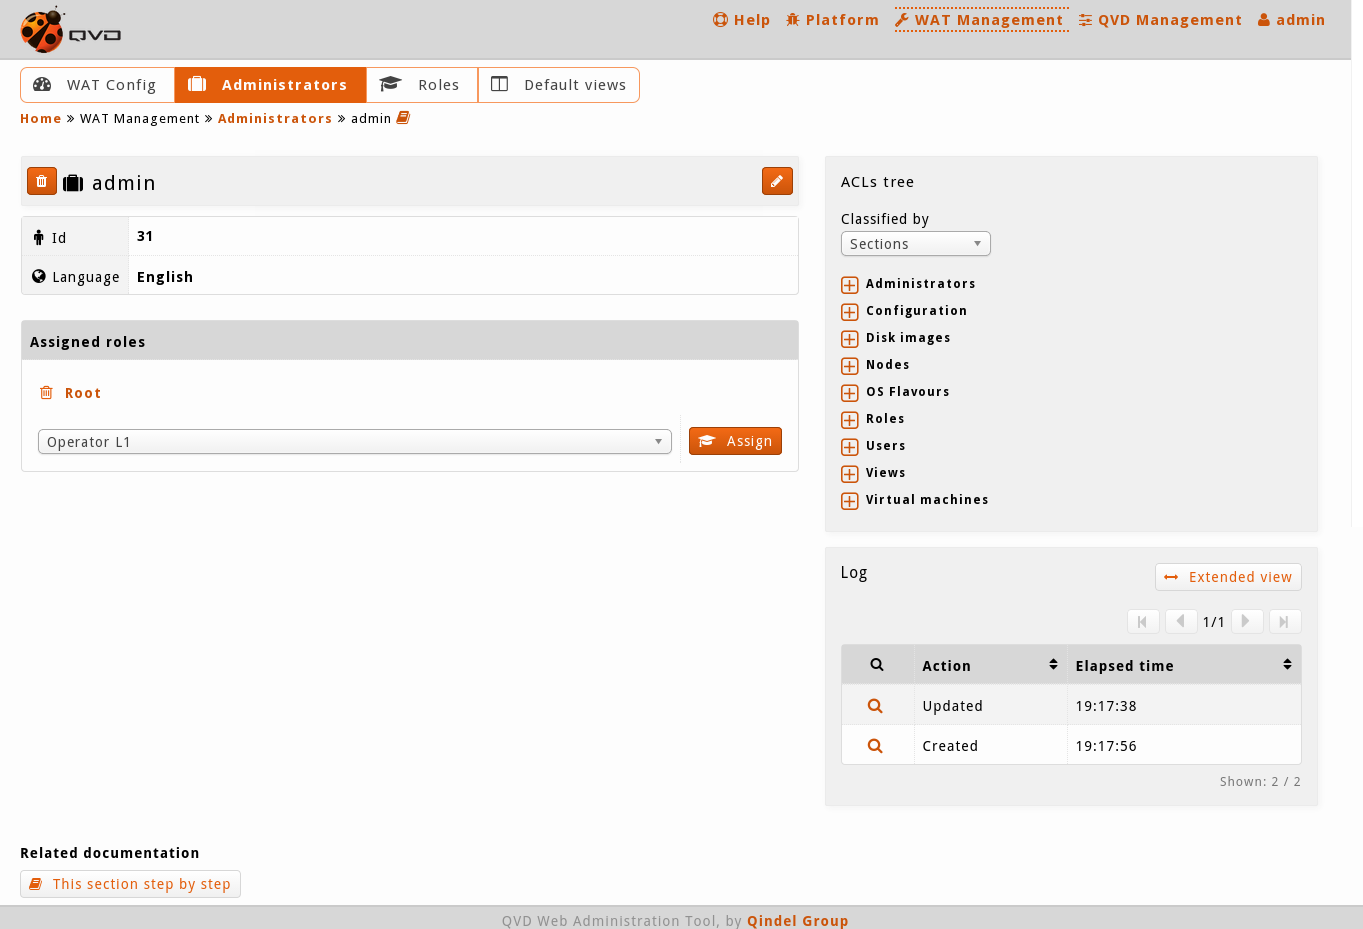 QVD
Help Platform WAT Management QVD Management admin
WAT Config Administrators Roles Default views
Home » WAT Management » Administrators » admin
admin
Id 31
Language English
Assigned roles
Root
Operator L1 Assign
ACLs tree
Classified by
Sections
Administrators
Configuration
Disk images
Nodes
OS Flavours
Roles
Users
Views
Virtual machines
Log
Extended view
1/1
Action Elapsed time
Updated 19:17:38
Created 19:17:56
Shown: 2 / 2
Related documentation
This section step by step
QVD Web Administration Tool, by Qindel Group